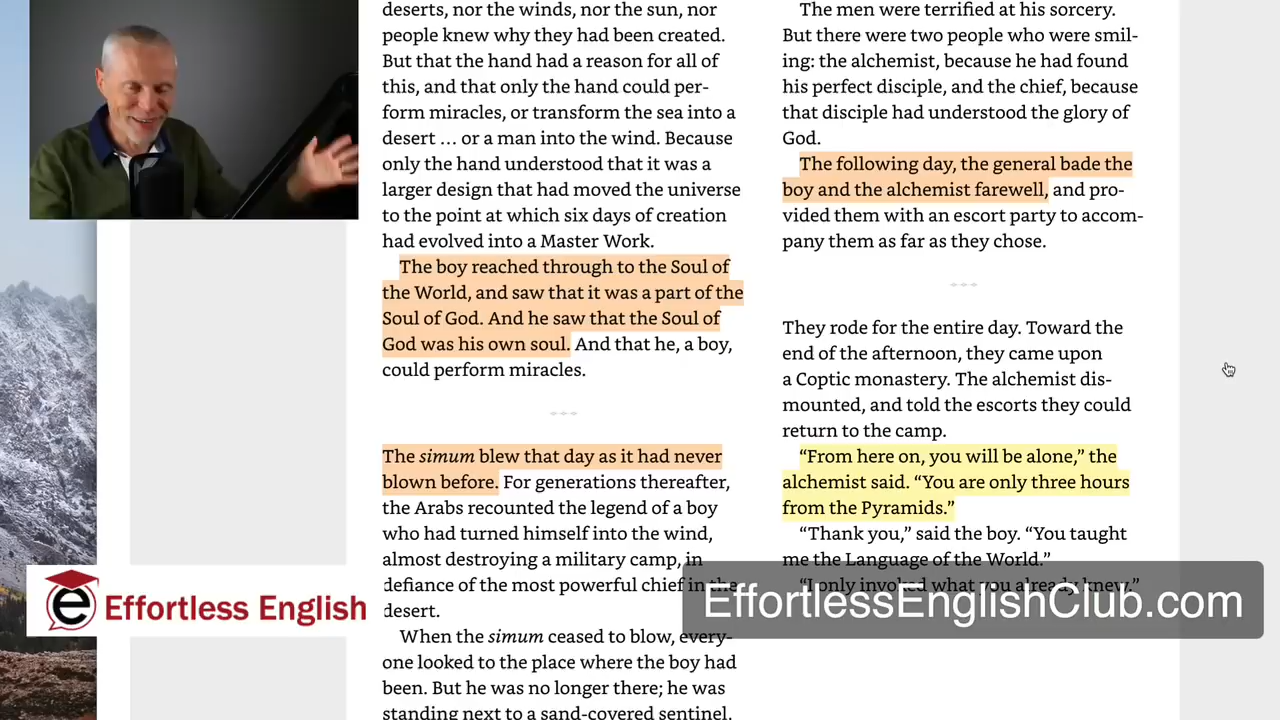 deserts, nor the winds, nor the sun, nor
people knew why they had been created.
But that the hand had a reason for all of
this, and that only the hand could per-
form miracles, or transform the sea into a
desert … or a man into the wind. Because
only the hand understood that it was a
larger design that had moved the universe
to the point at which six days of creation
had evolved into a Master Work.
The boy reached through to the Soul of
the World, and saw that it was a part of the
Soul of God. And he saw that the Soul of
God was his own soul. And that he, a boy,
could perform miracles.
The simum blew that day as it had never
blown before. For generations thereafter,
the Arabs recounted the legend of a boy
who had turned himself into the wind,
almost destroying a military camp, in
defiance of the most powerful chief in the
desert.
When the simum ceased to blow, every-
one looked to the place where the boy had
been. But he was no longer there; he was
standing next to a sand-covered sentinel,
The men were terrified at his sorcery.
But there were two people who were smil-
ing: the alchemist, because he had found
his perfect disciple, and the chief, because
that disciple had understood the glory of
God.
The following day, the general bade the
boy and the alchemist farewell, and pro-
vided them with an escort party to accom-
pany them as far as they chose.
They rode for the entire day. Toward the
end of the afternoon, they came upon
a Coptic monastery. The alchemist dis-
mounted, and told the escorts they could
return to the camp.
“From here on, you will be alone,” the
alchemist said. “You are only three hours
from the Pyramids.”
“Thank you,” said the boy. “You taught
me the Language of the World.”
“I only invoked what you already knew.”
e Effortless English
EffortlessEnglishClub.com